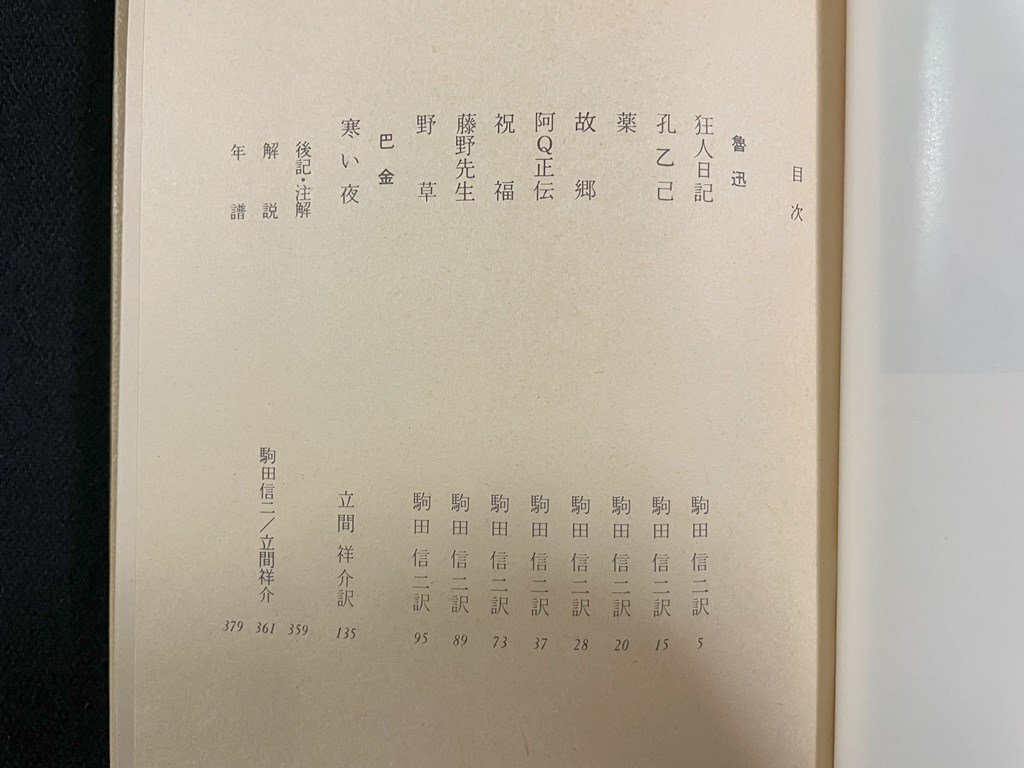 目次
魯迅
狂人日記 駒田信二訳 5
孔乙己 駒田信二訳 15
薬 駒田信二訳 20
故郷 駒田信二訳 28
阿Q正伝 駒田信二訳 37
祝福 駒田信二訳 73
藤野先生 駒田信二訳 89
野草 駒田信二訳 95
巴金
寒い夜 立間祥介訳 135
後記・注解 359
解説 駒田信二／立間祥介 361
年譜 379